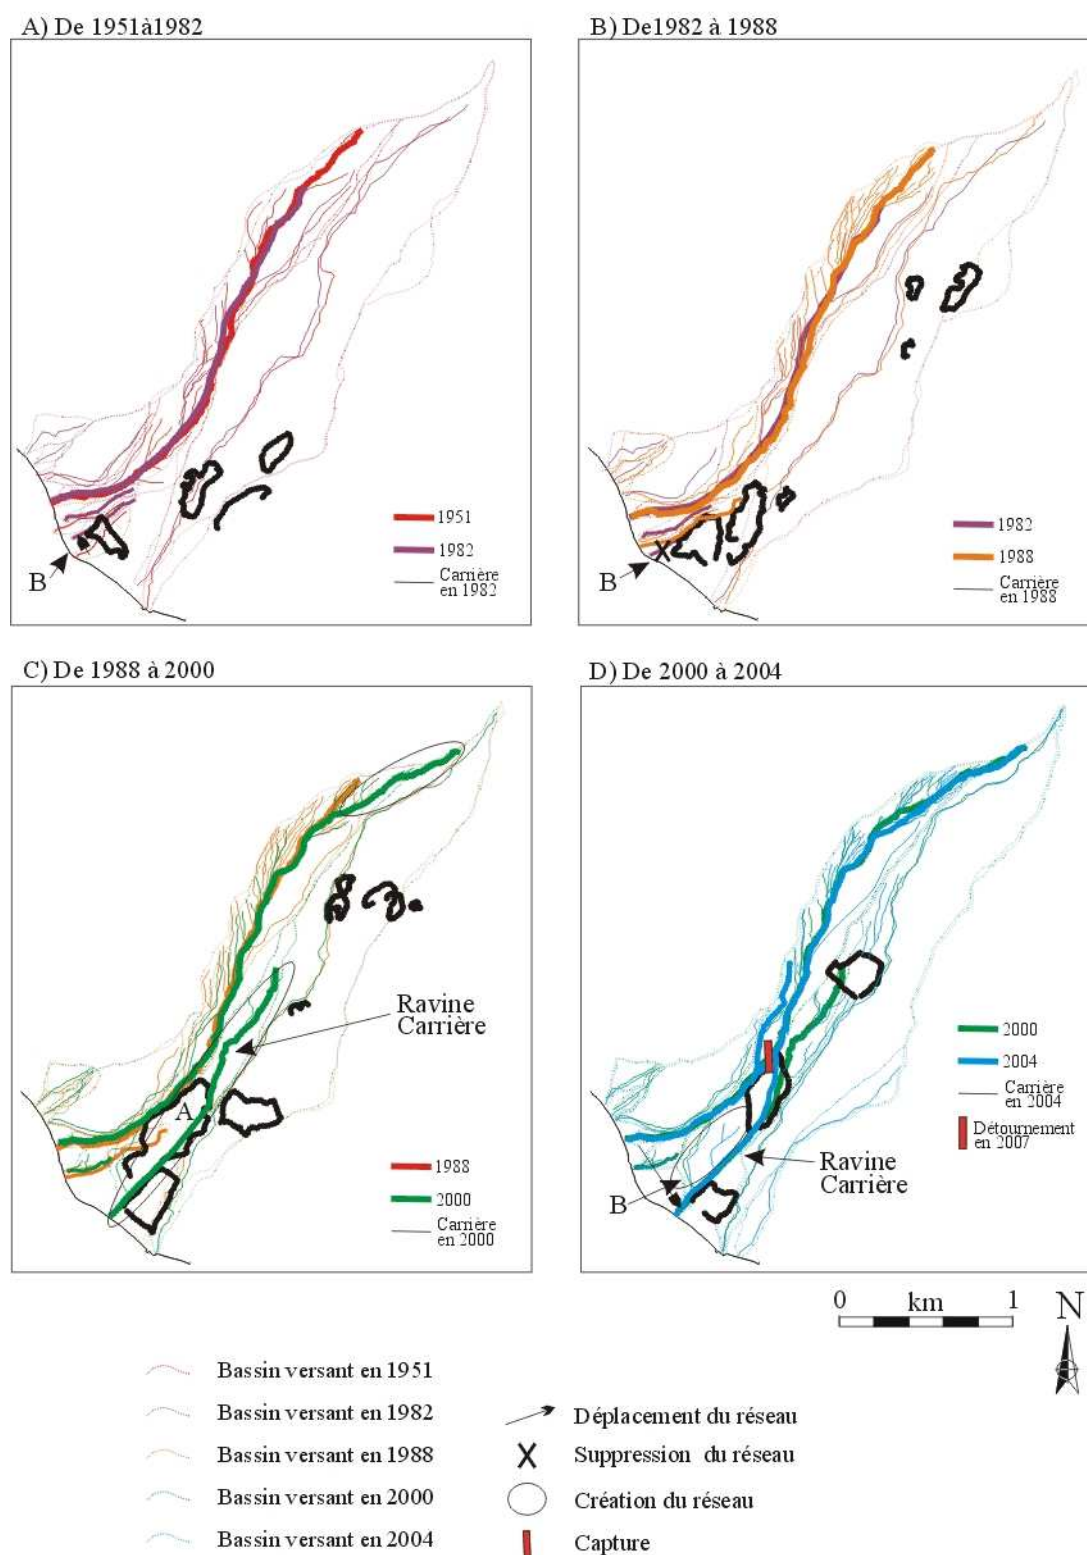 A) De 1951à1982
B) De1982 à 1988
B
1951
1982
Carrière
en 1982
B
1982
1988
Carrière
en 1988
C) De 1988 à 2000
D) De 2000 à 2004
Ravine
Carrière
A
1988
2000
Carrière
en 2000
2000
2004
Carrière
en 2004
Détournement
en 2007
Ravine
Carrière
B
0 km 1
N
Bassin versant en 1951
Bassin versant en 1982
Bassin versant en 1988
Bassin versant en 2000
Bassin versant en 2004
Déplacement du réseau
Suppression du réseau
Création du réseau
Capture